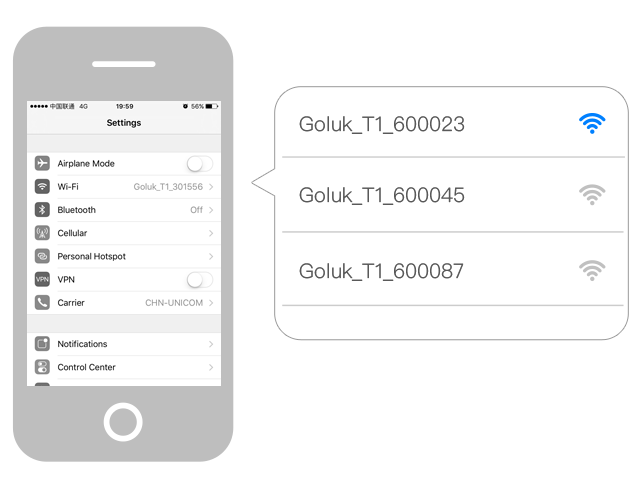 中国联通 4G 19:59 56%
Settings
Airplane Mode
Wi-Fi Goluk_T1_301556
Bluetooth Off
Cellular
Personal Hotspot
VPN VPN
Carrier CHN-UNICOM
Notifications
Control Center
Goluk_T1_600023
Goluk_T1_600045
Goluk_T1_600087